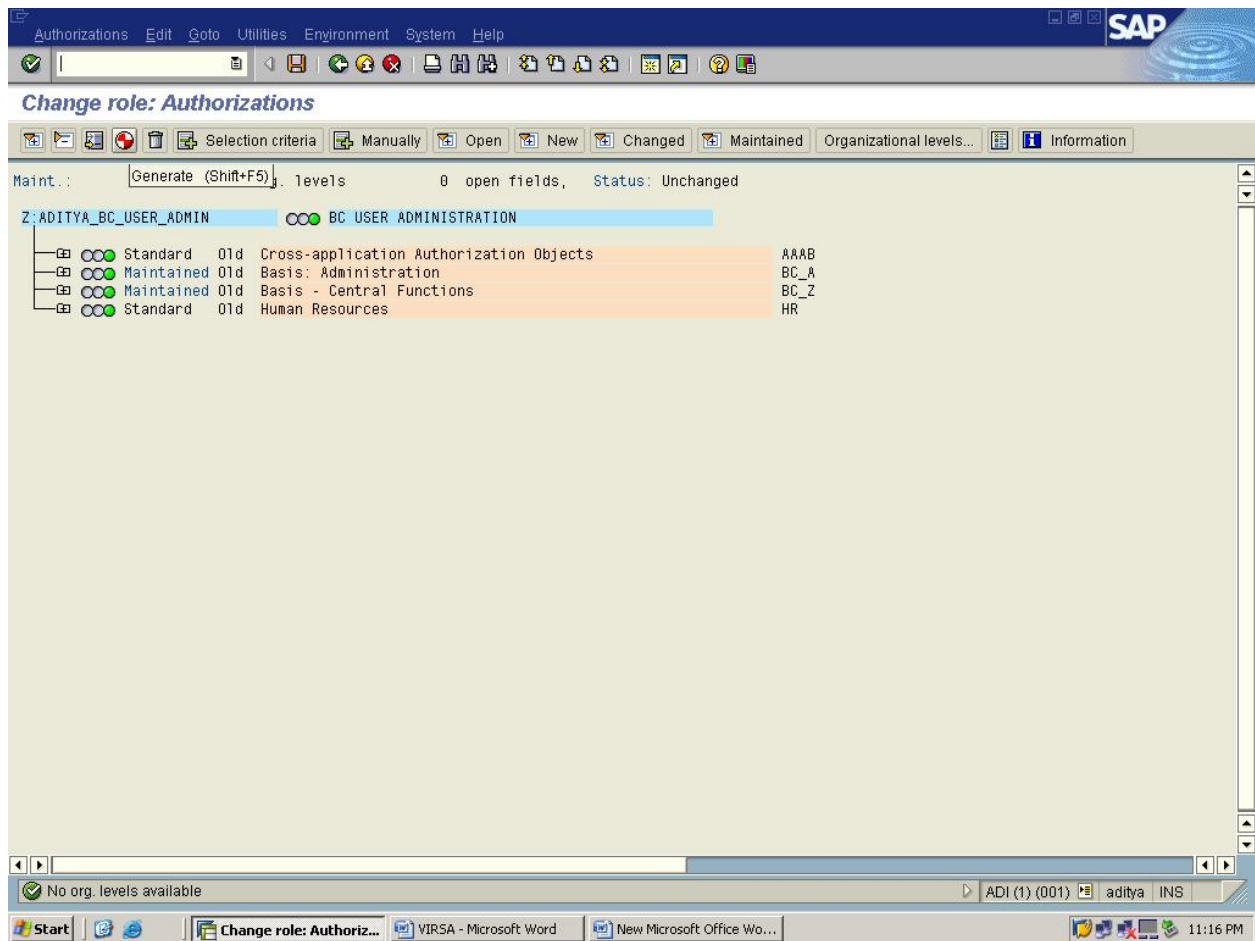 Authorizations Edit Goto Utilities Environment System Help
SAP
Change role: Authorizations
Selection criteria Manually Open New Changed Maintained Organizational levels... Information
Maint.: Generate (Shift+F5) . levels 0 open fields, Status: Unchanged
Z:ADITYA_BC_USER_ADMIN BC USER ADMINISTRATION
Standard Old Cross-application Authorization Objects AAAB
Maintained Old Basis: Administration BC_A
Maintained Old Basis - Central Functions BC_Z
Standard Old Human Resources HR
No org. levels available ADI (1) (001) aditya INS
Start Change role: Authoriz... VIRSA - Microsoft Word New Microsoft Office Wo... 11:16 PM